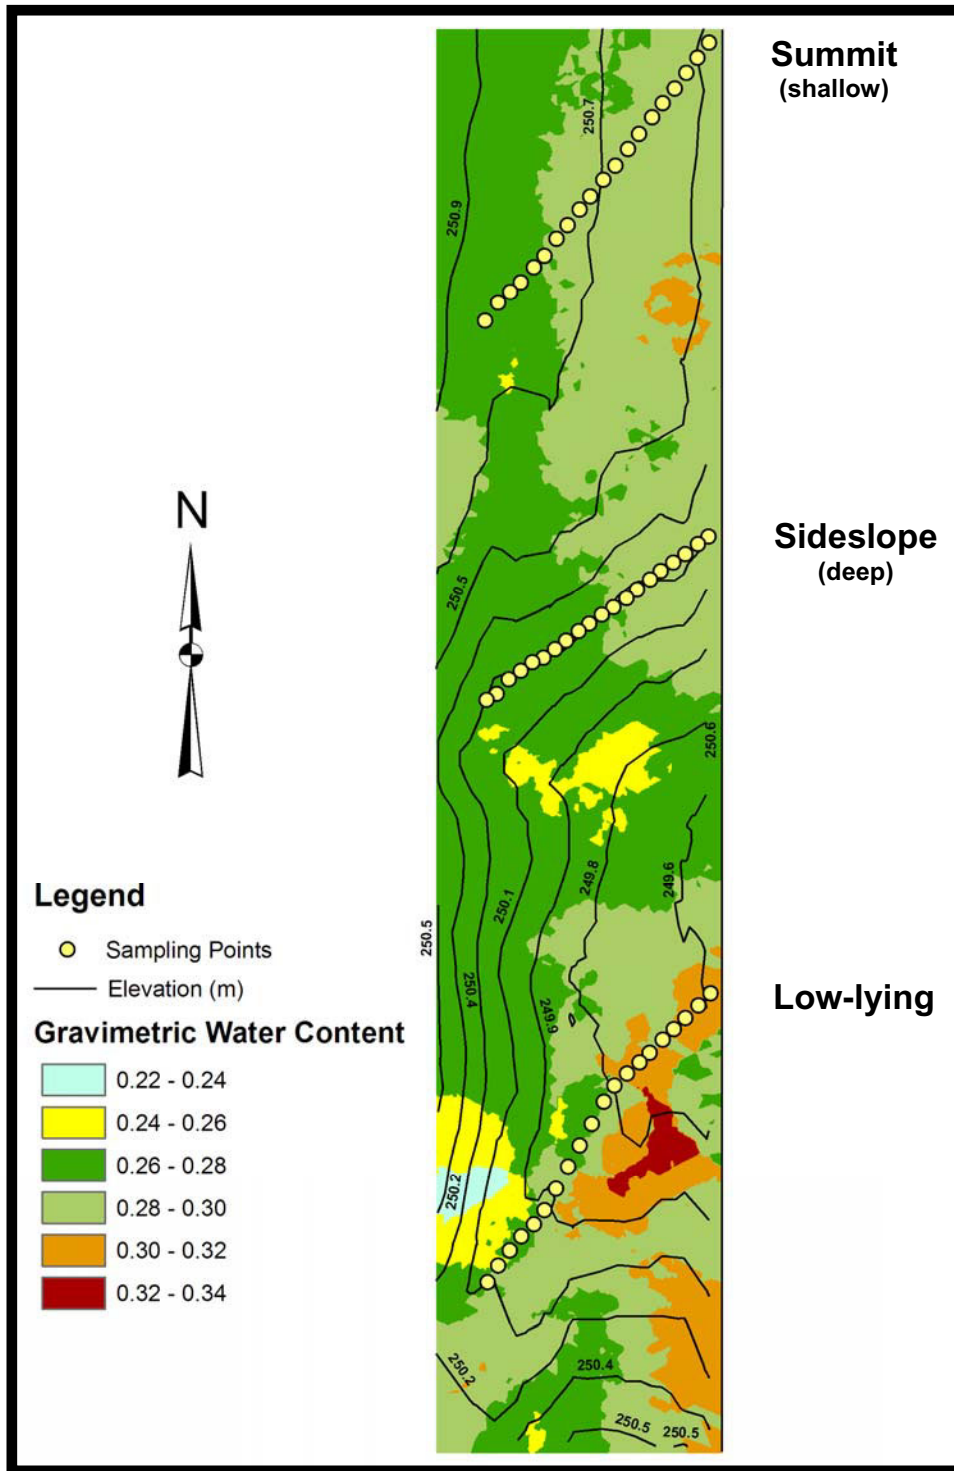 Summit
(shallow)
250.7
250.9
N
Sideslope
(deep)
250.5
250.6
249.8
249.6
250.1
250.5
250.4
249.9
Low-lying
Legend
Sampling Points
Elevation (m)
Gravimetric Water Content
0.22 - 0.24
0.24 - 0.26
0.26 - 0.28
0.28 - 0.30
0.30 - 0.32
0.32 - 0.34
250.2
250.2
250.4
250.5
250.5